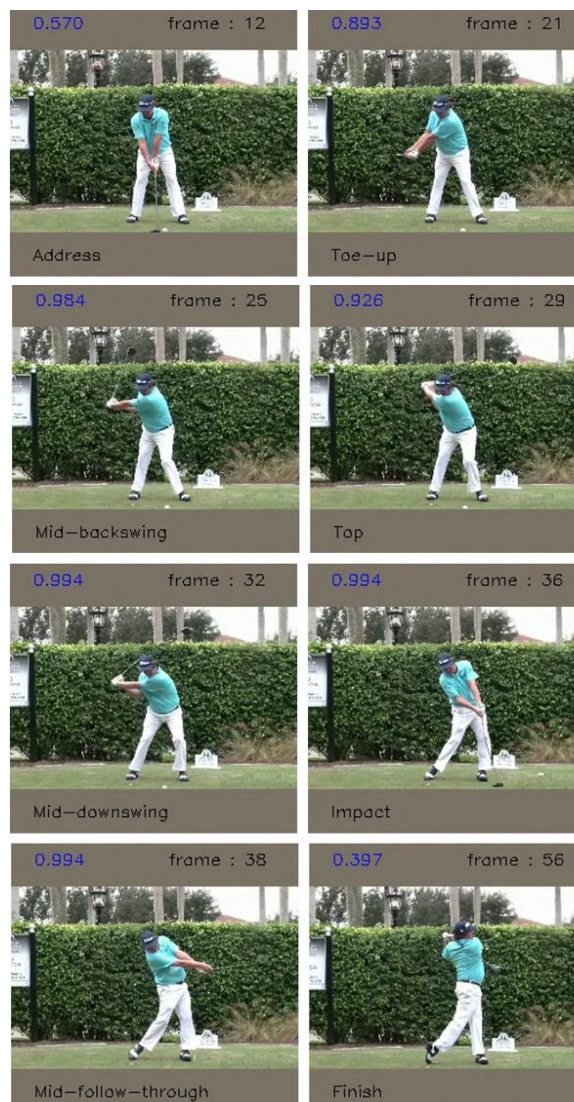 0.570 frame : 12
Address
0.893 frame : 21
Toe-up
0.984 frame : 25
Mid-backswing
0.926 frame : 29
Top
0.994 frame : 32
Mid-downswing
0.994 frame : 36
Impact
0.994 frame : 38
Mid-follow-through
0.397 frame : 56
Finish